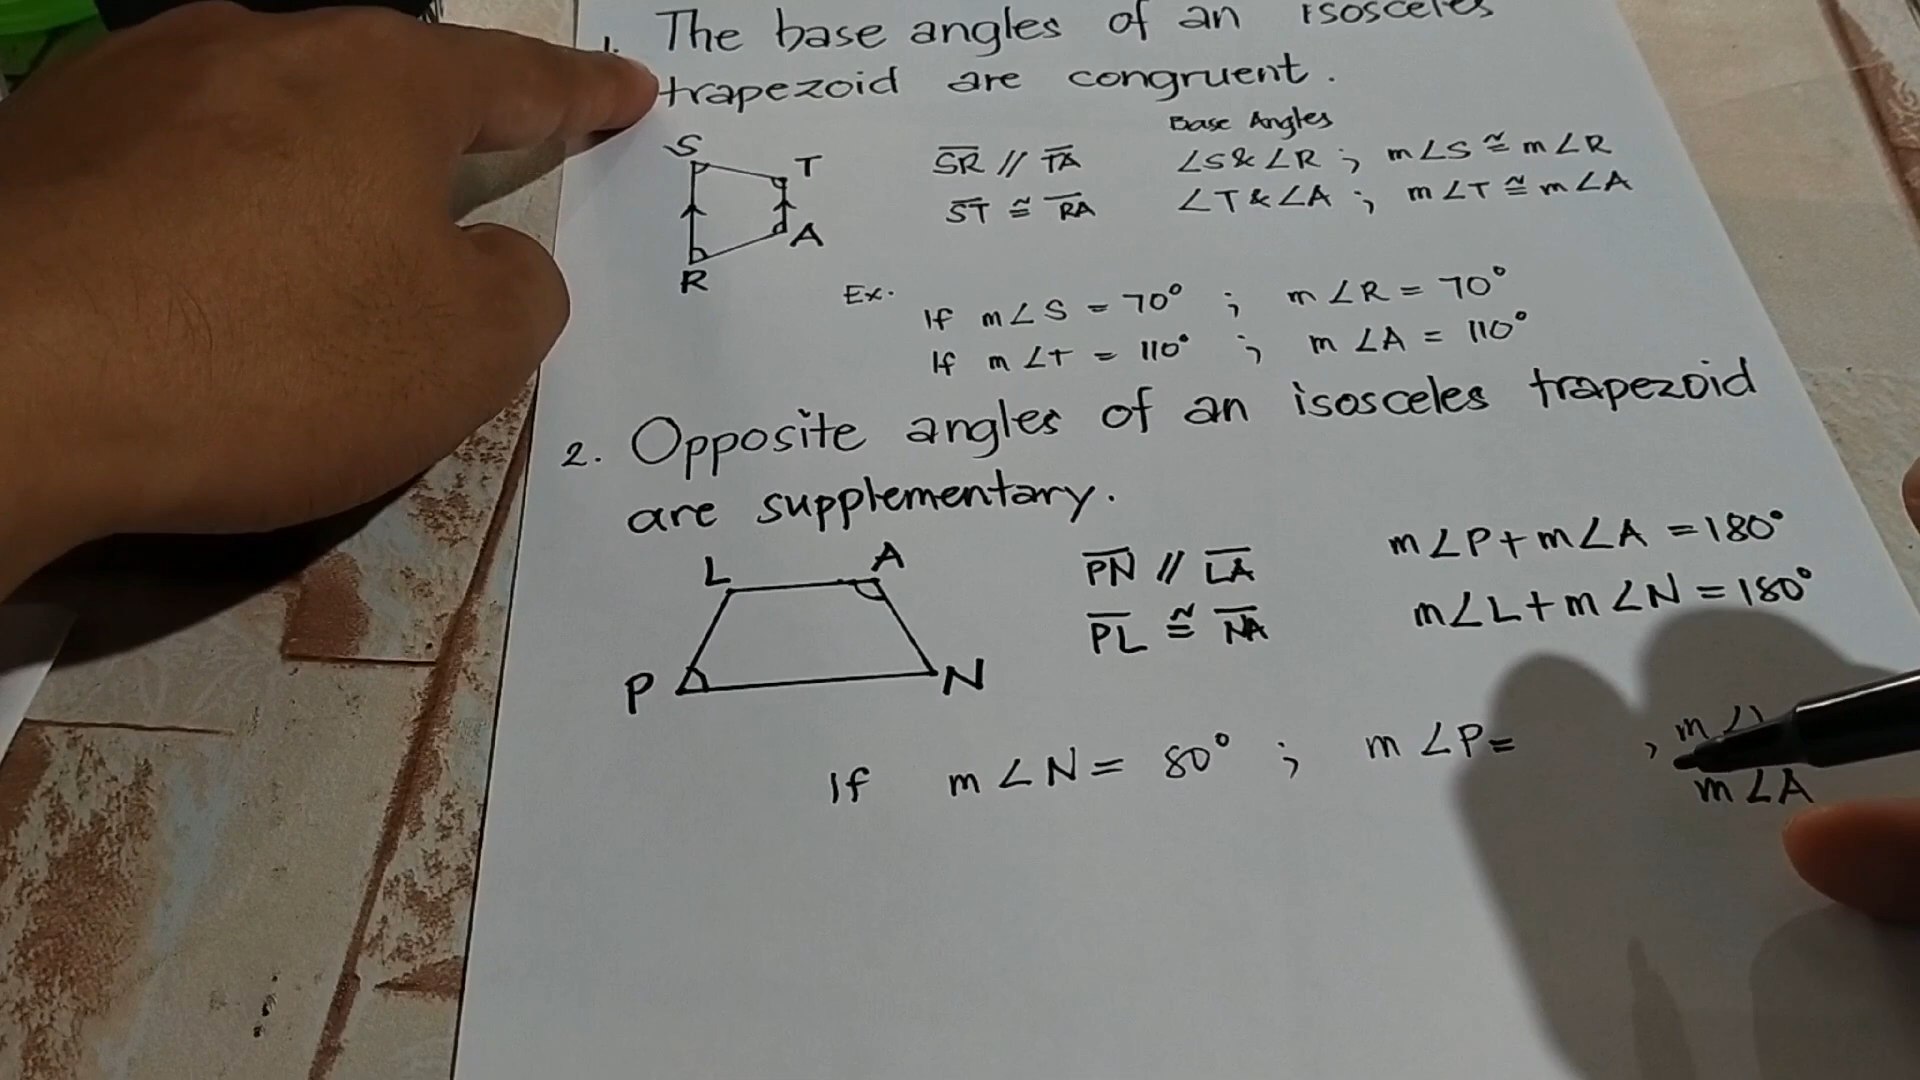 1. The base angles of an isosceles
trapezoid are congruent.
Base Angles
S T A R
SR // TA ∠S & ∠R ; m∠S ≅ m∠R
ST ≅ RA ∠T & ∠A ; m∠T ≅ m∠A
Ex. If m∠S = 70° ; m∠R = 70°
If m∠T = 110° ; m∠A = 110°
2. Opposite angles of an isosceles trapezoid
are supplementary.
L A
P N
PN // LA m∠P + m∠A = 180°
PL ≅ NA m∠L + m∠N = 180°
If m∠N = 80° ; m∠P = , m∠
m∠A